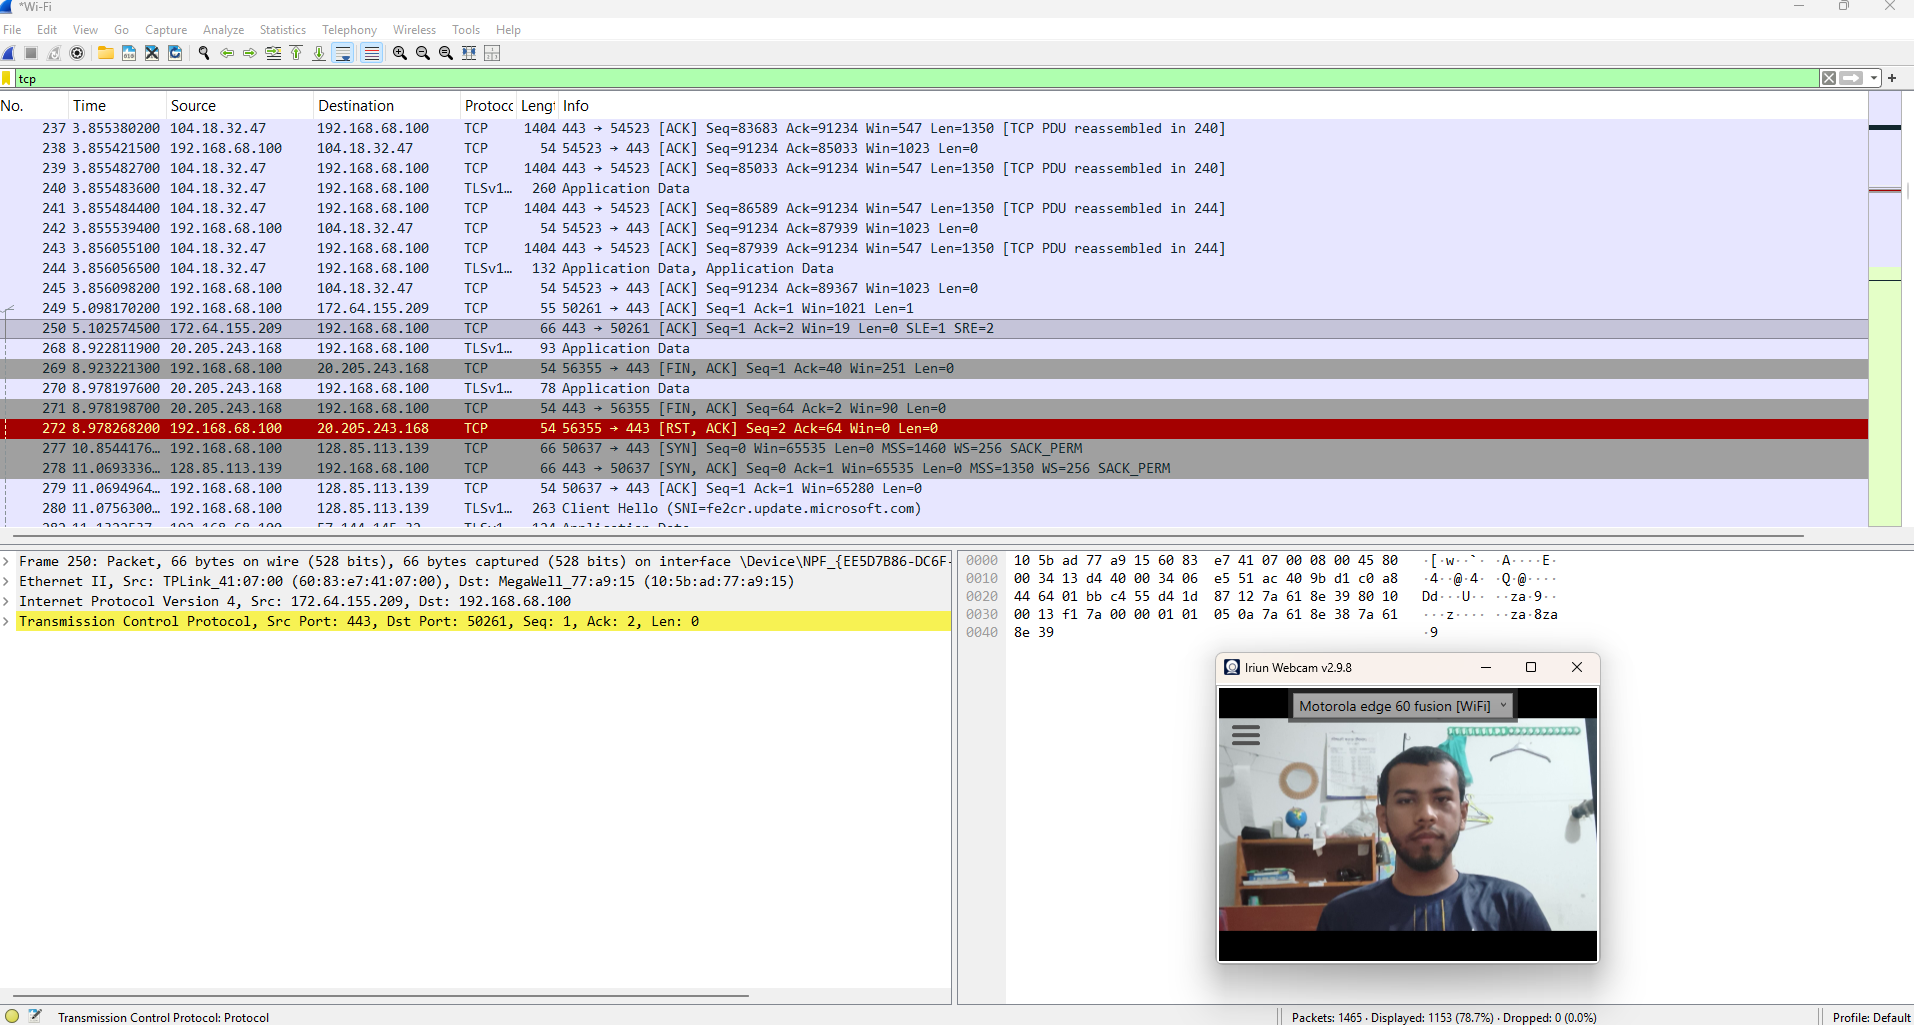 *Wi-Fi
File Edit View Go Capture Analyze Statistics Telephony Wireless Tools Help
tcp
No. Time Source Destination Protocc Lengt Info
237 3.855380200 104.18.32.47 192.168.68.100 TCP 1404 443 → 54523 [ACK] Seq=83683 Ack=91234 Win=547 Len=1350 [TCP PDU reassembled in 240]
238 3.855421500 192.168.68.100 104.18.32.47 TCP 54 54523 → 443 [ACK] Seq=91234 Ack=85033 Win=1023 Len=0
239 3.855482700 104.18.32.47 192.168.68.100 TCP 1404 443 → 54523 [ACK] Seq=85033 Ack=91234 Win=547 Len=1350 [TCP PDU reassembled in 240]
240 3.855483600 104.18.32.47 192.168.68.100 TLSv1… 260 Application Data
241 3.855484400 104.18.32.47 192.168.68.100 TCP 1404 443 → 54523 [ACK] Seq=86589 Ack=91234 Win=547 Len=1350 [TCP PDU reassembled in 244]
242 3.855539400 192.168.68.100 104.18.32.47 TCP 54 54523 → 443 [ACK] Seq=91234 Ack=87939 Win=1023 Len=0
243 3.856055100 104.18.32.47 192.168.68.100 TCP 1404 443 → 54523 [ACK] Seq=87939 Ack=91234 Win=547 Len=1350 [TCP PDU reassembled in 244]
244 3.856056500 104.18.32.47 192.168.68.100 TLSv1… 132 Application Data, Application Data
245 3.856098200 192.168.68.100 104.18.32.47 TCP 54 54523 → 443 [ACK] Seq=91234 Ack=89367 Win=1023 Len=0
249 5.098170200 192.168.68.100 172.64.155.209 TCP 55 50261 → 443 [ACK] Seq=1 Ack=1 Win=1021 Len=1
250 5.102574500 172.64.155.209 192.168.68.100 TCP 66 443 → 50261 [ACK] Seq=1 Ack=2 Win=19 Len=0 SLE=1 SRE=2
268 8.922811900 20.205.243.168 192.168.68.100 TLSv1… 93 Application Data
269 8.923221300 192.168.68.100 20.205.243.168 TCP 54 56355 → 443 [FIN, ACK] Seq=1 Ack=40 Win=251 Len=0
270 8.978197600 20.205.243.168 192.168.68.100 TLSv1… 78 Application Data
271 8.978198700 20.205.243.168 192.168.68.100 TCP 54 443 → 56355 [FIN, ACK] Seq=64 Ack=2 Win=90 Len=0
272 8.978268200 192.168.68.100 20.205.243.168 TCP 54 56355 → 443 [RST, ACK] Seq=2 Ack=64 Win=0 Len=0
277 10.8544176… 192.168.68.100 128.85.113.139 TCP 66 50637 → 443 [SYN] Seq=0 Win=65535 Len=0 MSS=1460 WS=256 SACK_PERM
278 11.0693336… 128.85.113.139 192.168.68.100 TCP 66 443 → 50637 [SYN, ACK] Seq=0 Ack=1 Win=65535 Len=0 MSS=1350 WS=256 SACK_PERM
279 11.0694964… 192.168.68.100 128.85.113.139 TCP 54 50637 → 443 [ACK] Seq=1 Ack=1 Win=65280 Len=0
280 11.0756300… 192.168.68.100 128.85.113.139 TLSv1… 263 Client Hello (SNI=fe2cr.update.microsoft.com)
Frame 250: Packet, 66 bytes on wire (528 bits), 66 bytes captured (528 bits) on interface \Device\NPF_{EE5D7B86-DC6F-
Ethernet II, Src: TPLink_41:07:00 (60:83:e7:41:07:00), Dst: MegaWell_77:a9:15 (10:5b:ad:77:a9:15)
Internet Protocol Version 4, Src: 172.64.155.209, Dst: 192.168.68.100
Transmission Control Protocol, Src Port: 443, Dst Port: 50261, Seq: 1, Ack: 2, Len: 0
0000 10 5b ad 77 a9 15 60 83 e7 41 07 00 08 00 45 80 ·[·w··`· ·A····E·
0010 00 34 13 d4 40 00 34 06 e5 51 ac 40 9b d1 c0 a8 ·4··@·4· ·Q·@····
0020 44 64 01 bb c4 55 d4 1d 87 12 7a 61 8e 39 80 10 Dd···U·· ··za·9··
0030 00 13 f1 7a 00 00 01 01 05 0a 7a 61 8e 38 7a 61 ···z···· ··za·8za
0040 8e 39 ·9
Iriun Webcam v2.9.8
Motorola edge 60 fusion [WiFi]
Transmission Control Protocol: Protocol
Packets: 1465 · Displayed: 1153 (78.7%) · Dropped: 0 (0.0%)
Profile: Default